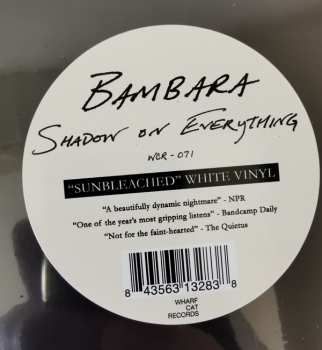 BAMBARA
SHADOW ON EVERYTHING
WCR-071
"SUNBLEACHED" WHITE VINYL
"A beautifully dynamic nightmare" - NPR
"One of the year's most gripping listens" - Bandcamp Daily
"Not for the faint-hearted" - The Quietus
8 43563 13283 8
WHARF
CAT
RECORDS